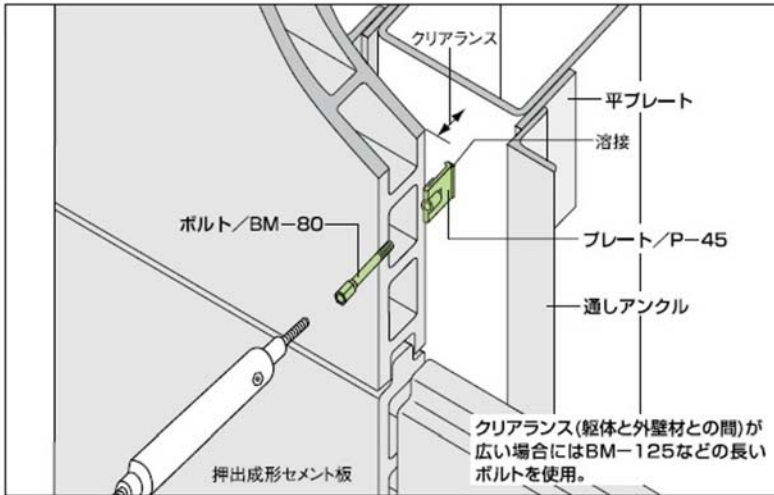 クリアランス
平プレート
溶接
ボルト／BM−80
プレート／P−45
通しアンクル
クリアランス(躯体と外壁材との間)が
広い場合にはBM−125などの長い
ボルトを使用。
押出成形セメント板